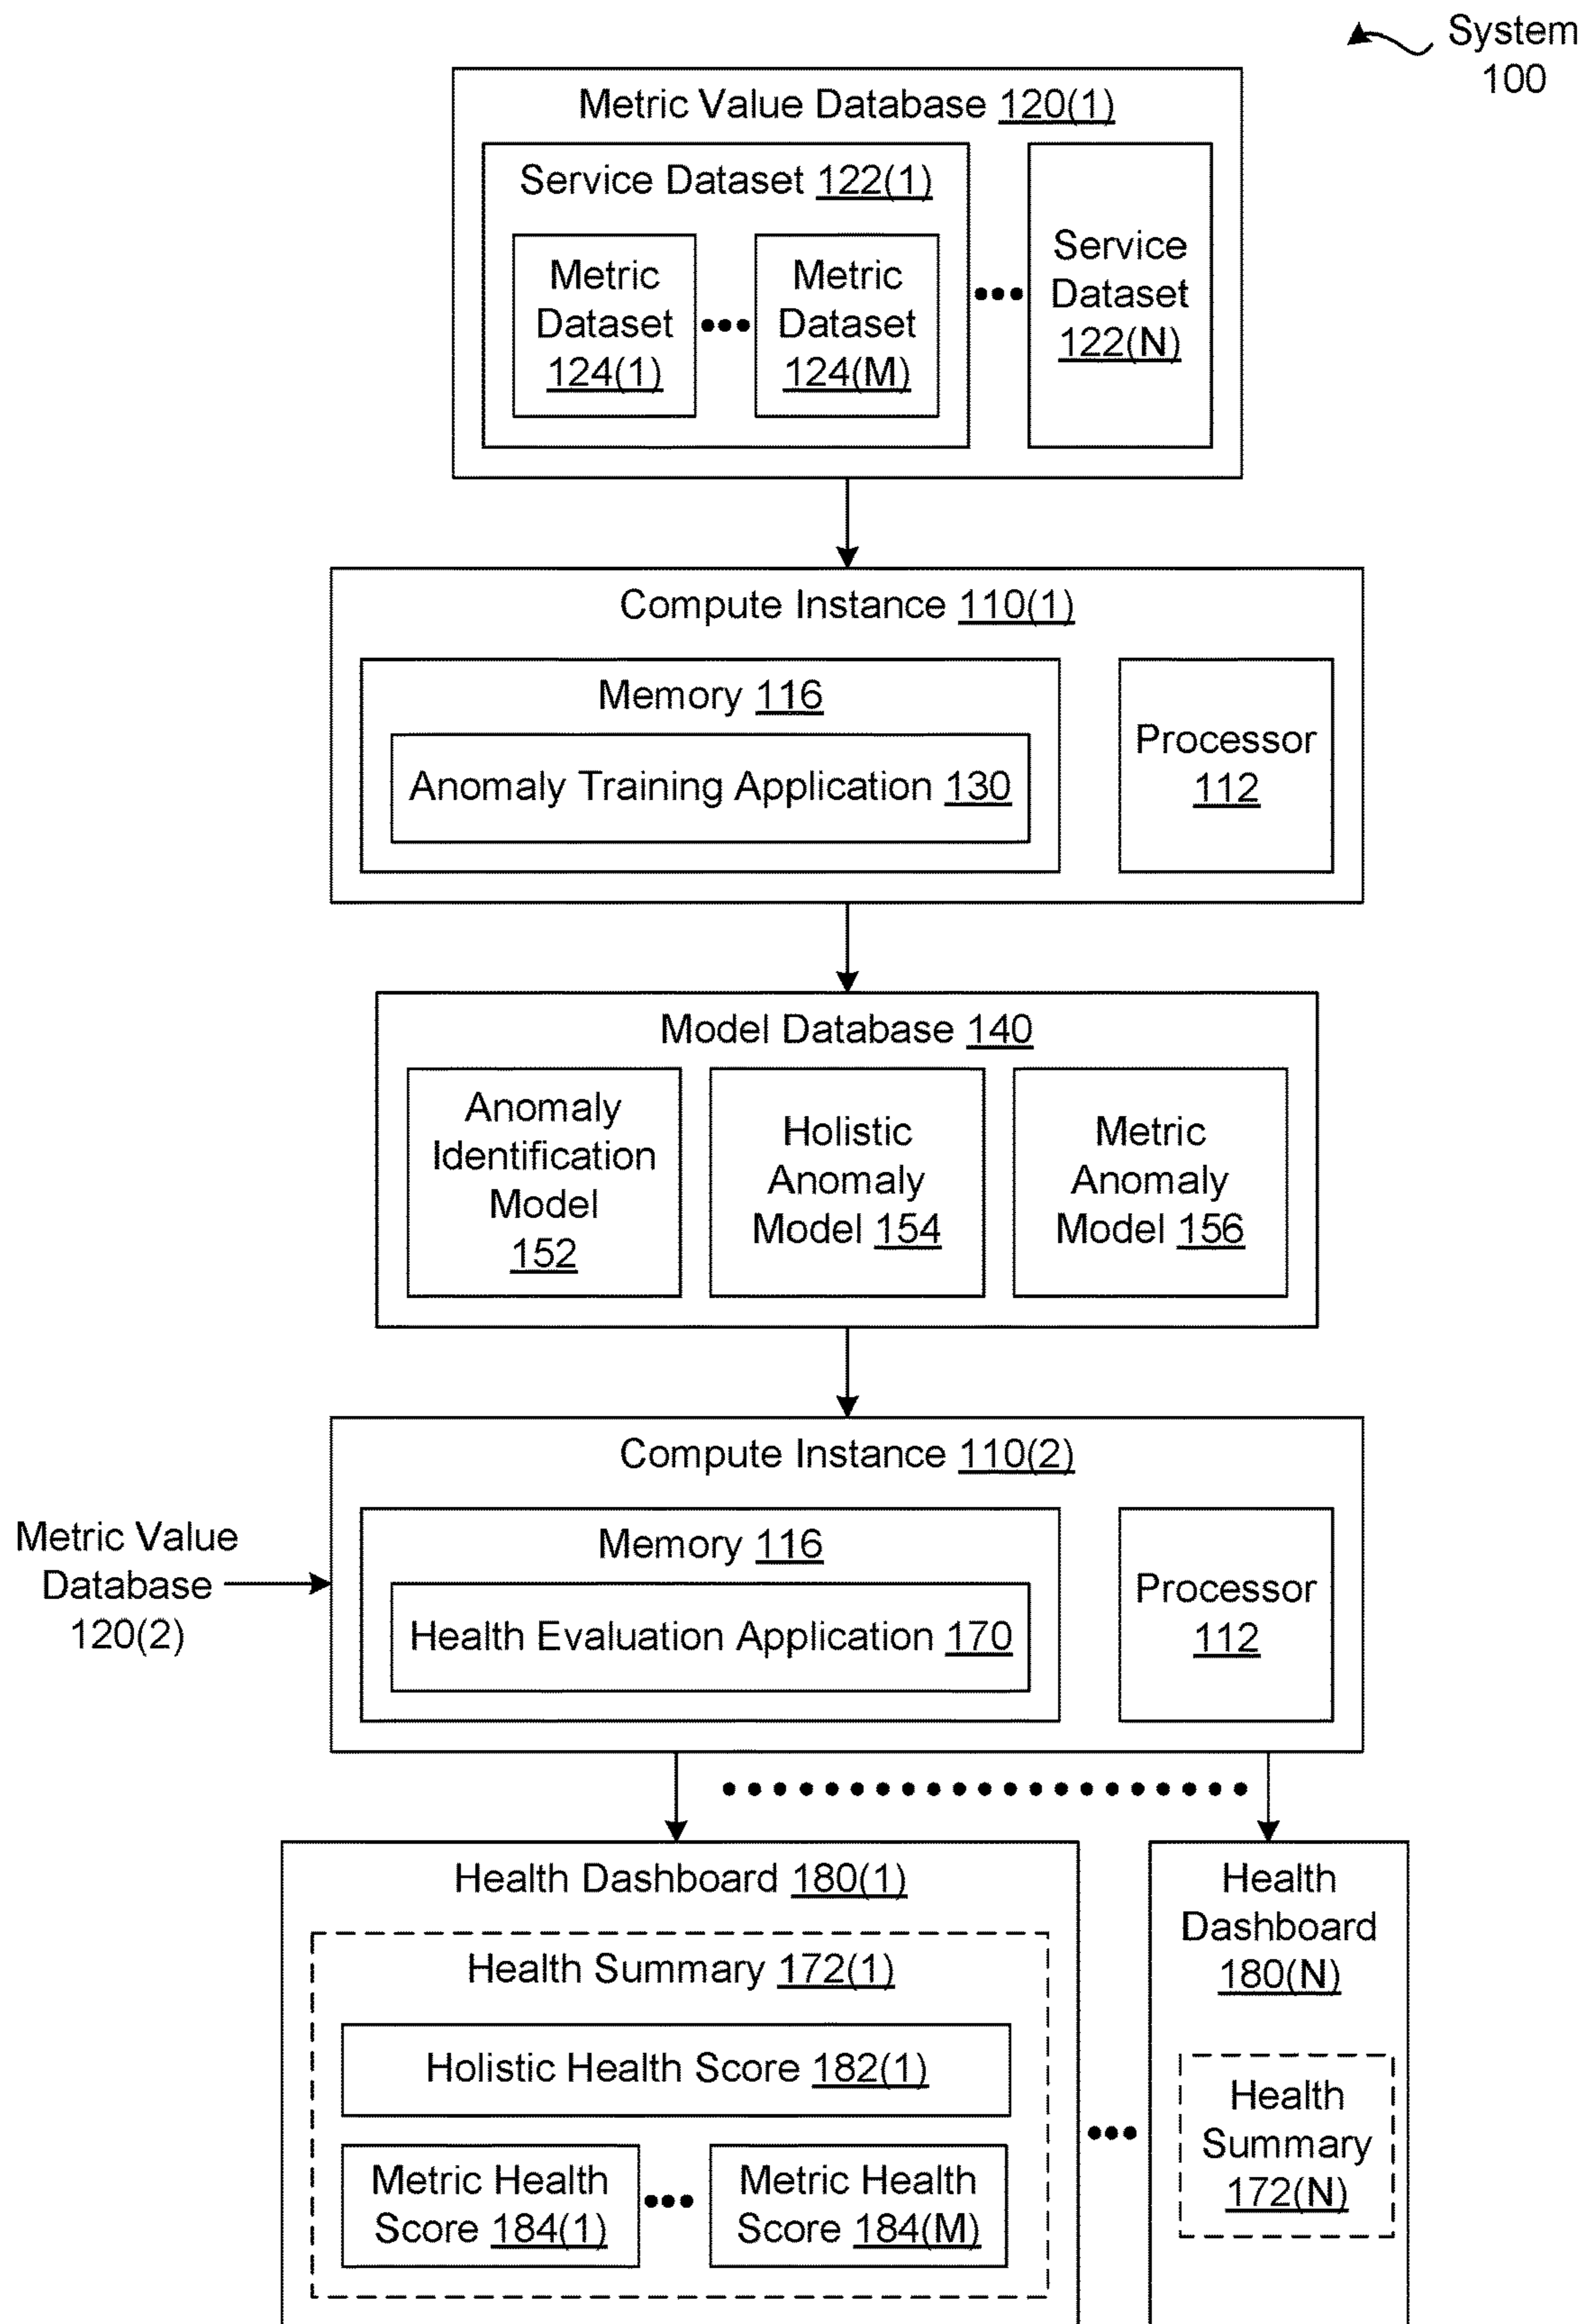 System
100
Metric Value Database 120(1)
Service Dataset 122(1)
Metric
Dataset
124(1)
Metric
Dataset
124(M)
Service
Dataset
122(N)
Compute Instance 110(1)
Memory 116
Anomaly Training Application 130
Processor
112
Model Database 140
Anomaly
Identification
Model
152
Holistic
Anomaly
Model 154
Metric
Anomaly
Model 156
Compute Instance 110(2)
Metric Value
Database
120(2)
Memory 116
Health Evaluation Application 170
Processor
112
Health Dashboard 180(1)
Health Summary 172(1)
Holistic Health Score 182(1)
Metric Health
Score 184(1)
Metric Health
Score 184(M)
Health
Dashboard
180(N)
Health
Summary
172(N)